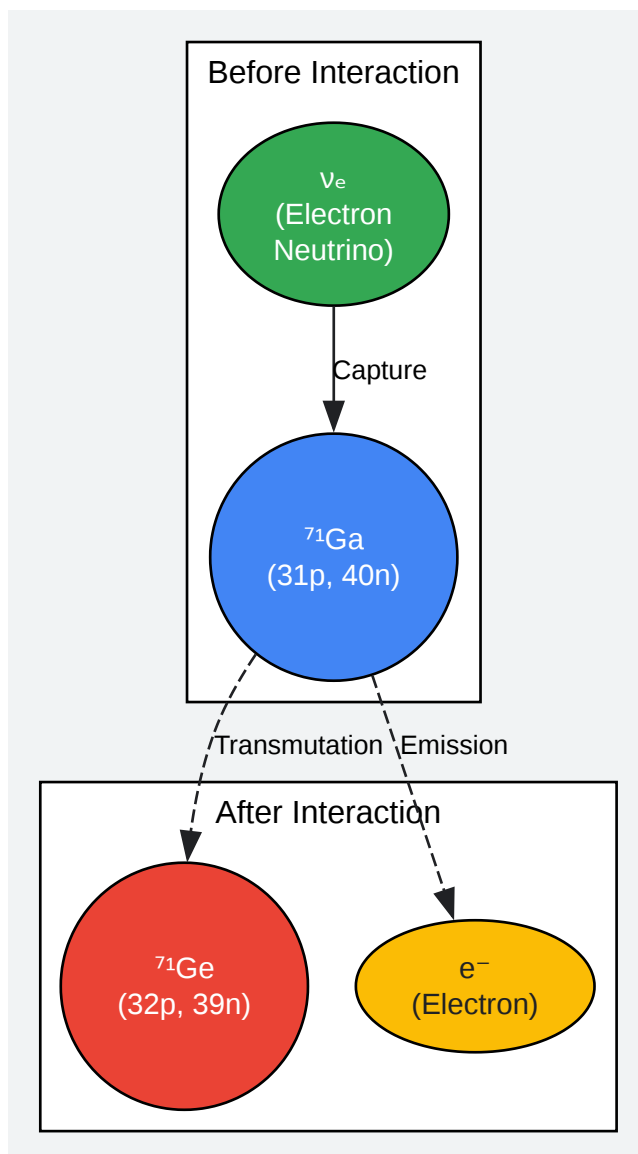 Before Interaction
νₑ
(Electron
Neutrino)
Capture
⁷¹Ga
(31p, 40n)
Transmutation
Emission
After Interaction
⁷¹Ge
(32p, 39n)
e⁻
(Electron)